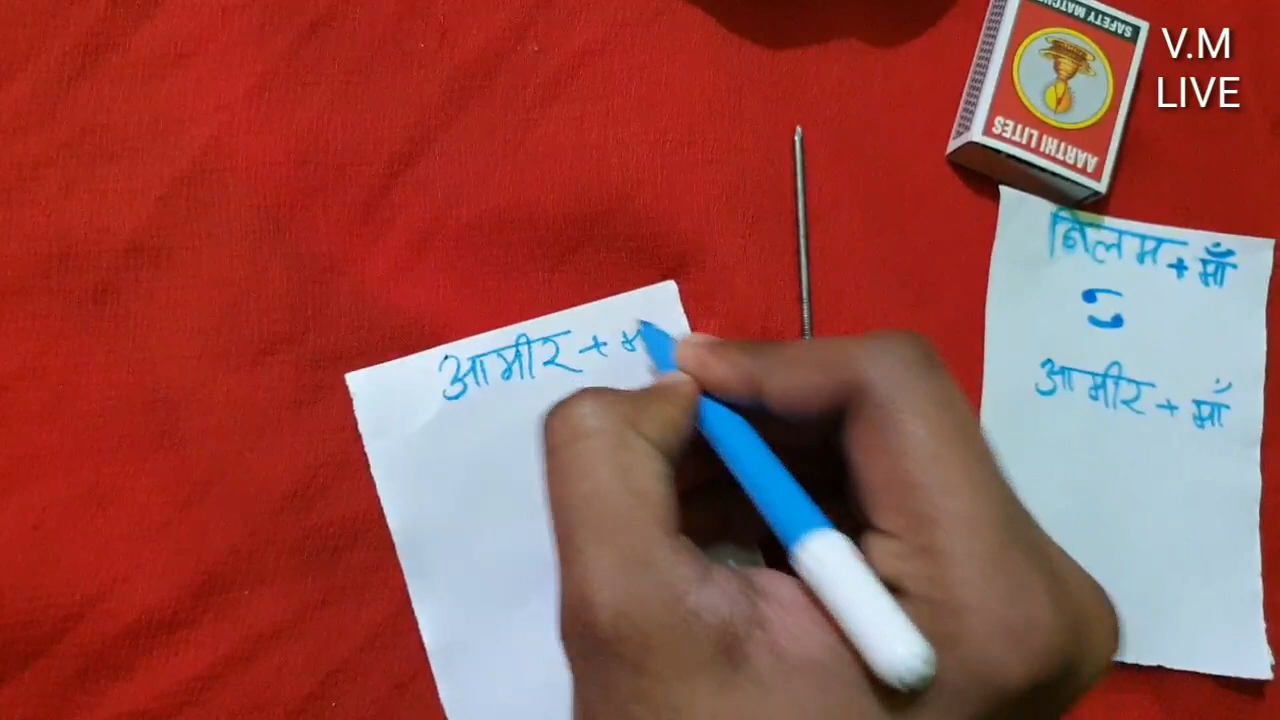 V.M
LIVE
SAFETY MATCHES
AARTHI LITES
निलम + माँ
आमीर + माँ
आमीर + म